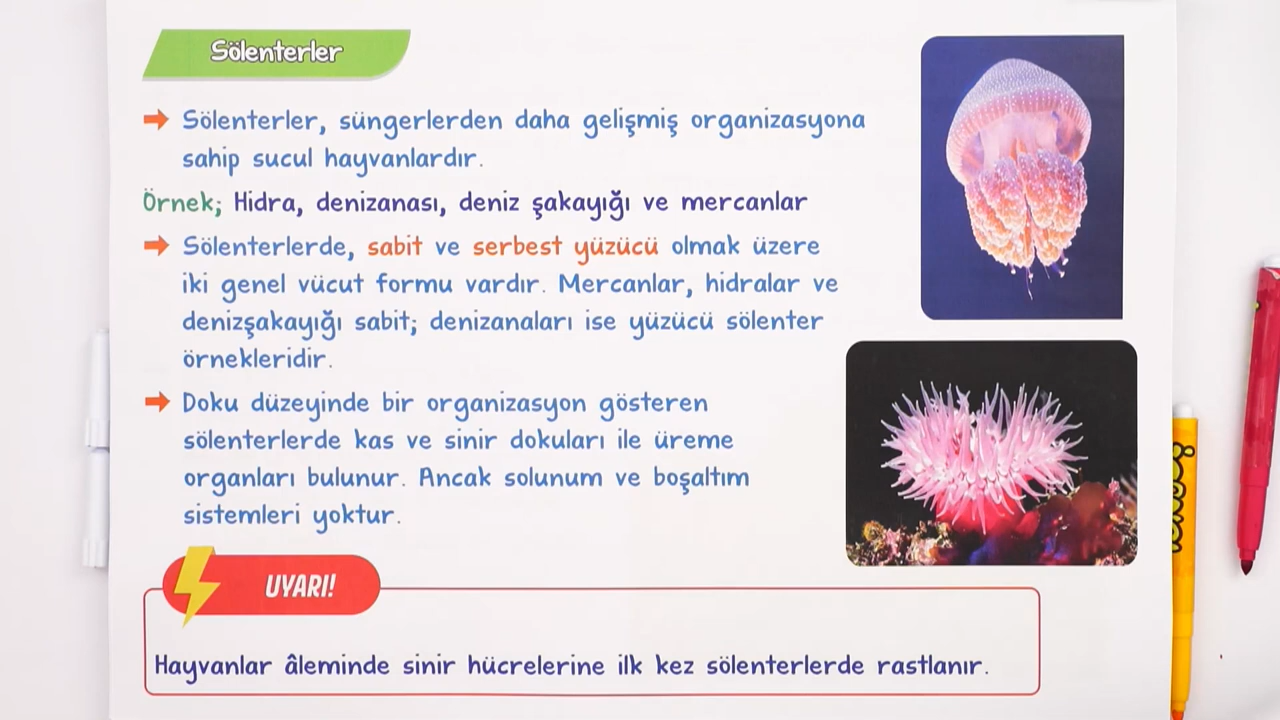 Sölenterler
Sölenterler, süngerlerden daha gelişmiş organizasyona
sahip sucul hayvanlardır.
Örnek; Hidra, denizanası, deniz şakayığı ve mercanlar
Sölenterlerde, sabit ve serbest yüzücü olmak üzere
iki genel vücut formu vardır. Mercanlar, hidralar ve
denizşakayığı sabit; denizanaları ise yüzücü sölenter
örnekleridir.
Doku düzeyinde bir organizasyon gösteren
sölenterlerde kas ve sinir dokuları ile üreme
organları bulunur. Ancak solunum ve boşaltım
sistemleri yoktur.
UYARI!
Hayvanlar âleminde sinir hücrelerine ilk kez sölenterlerde rastlanır.